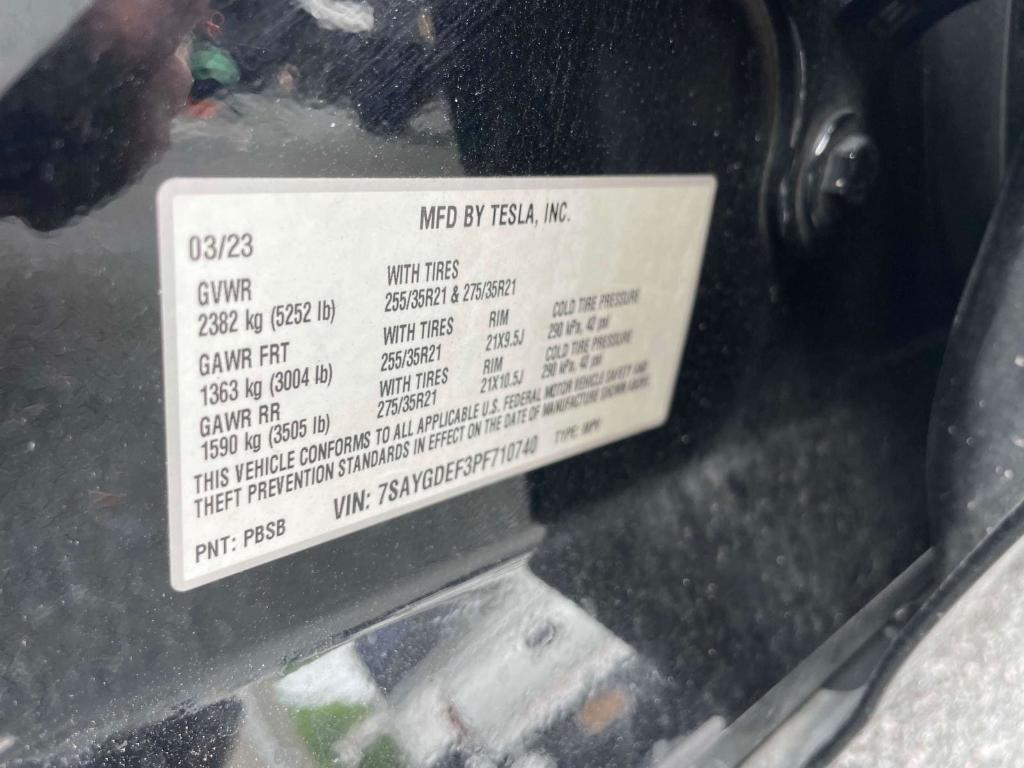 MFD BY TESLA, INC.
03/23
GVWR WITH TIRES
2382 kg (5252 lb) 255/35R21 & 275/35R21
GAWR FRT WITH TIRES RIM COLD TIRE PRESSURE
1363 kg (3004 lb) 255/35R21 21X9.5J 290 kPa, 42 psi
GAWR RR WITH TIRES RIM COLD TIRE PRESSURE
1590 kg (3505 lb) 275/35R21 21X10.5J 290 kPa, 42 psi
THIS VEHICLE CONFORMS TO ALL APPLICABLE U.S. FEDERAL MOTOR VEHICLE SAFETY AND
THEFT PREVENTION STANDARDS IN EFFECT ON THE DATE OF MANUFACTURE SHOWN ABOVE.
VIN: 7SAYGDEF3PF710740 TYPE: MPV
PNT: PBSB